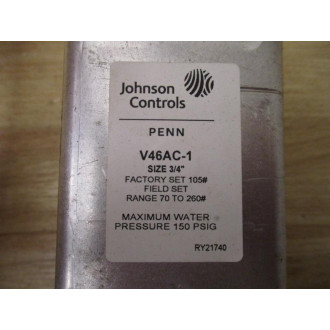 Johnson
Controls
PENN
V46AC-1
SIZE 3/4"
FACTORY SET 105#
FIELD SET
RANGE 70 TO 260#
MAXIMUM WATER
PRESSURE 150 PSIG
RY21740